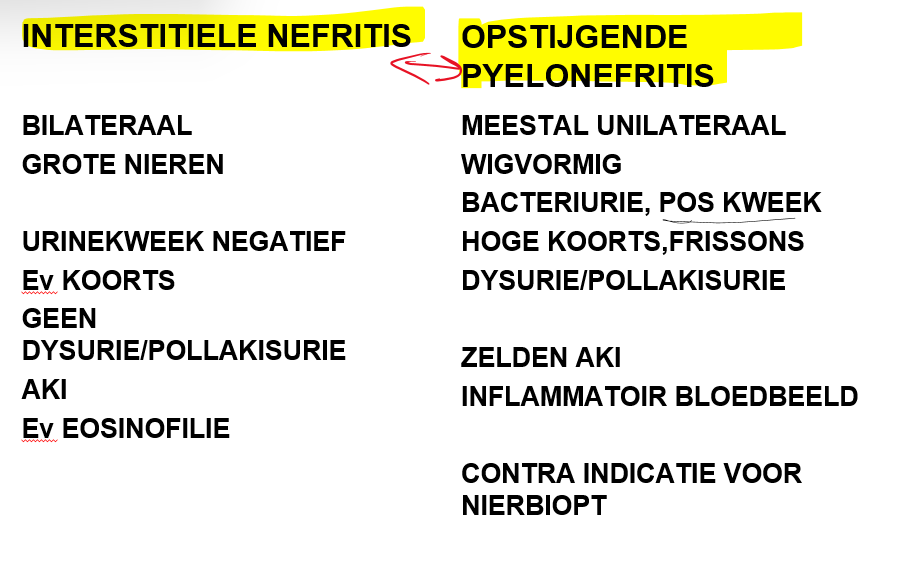 INTERSTITIELE NEFRITIS
BILATERAAL
GROTE NIEREN
URINEKWEEK NEGATIEF
Ev KOORTS
GEEN
DYSURIE/POLLAKISURIE
AKI
Ev EOSINOFILIE
OPSTIJGENDE
PYELONEFRITIS
MEESTAL UNILATERAAL
WIGVORMIG
BACTERIURIE, POS KWEEK
HOGE KOORTS,FRISSONS
DYSURIE/POLLAKISURIE
ZELDEN AKI
INFLAMMATOIR BLOEDBEELD
CONTRA INDICATIE VOOR
NIERBIOPT